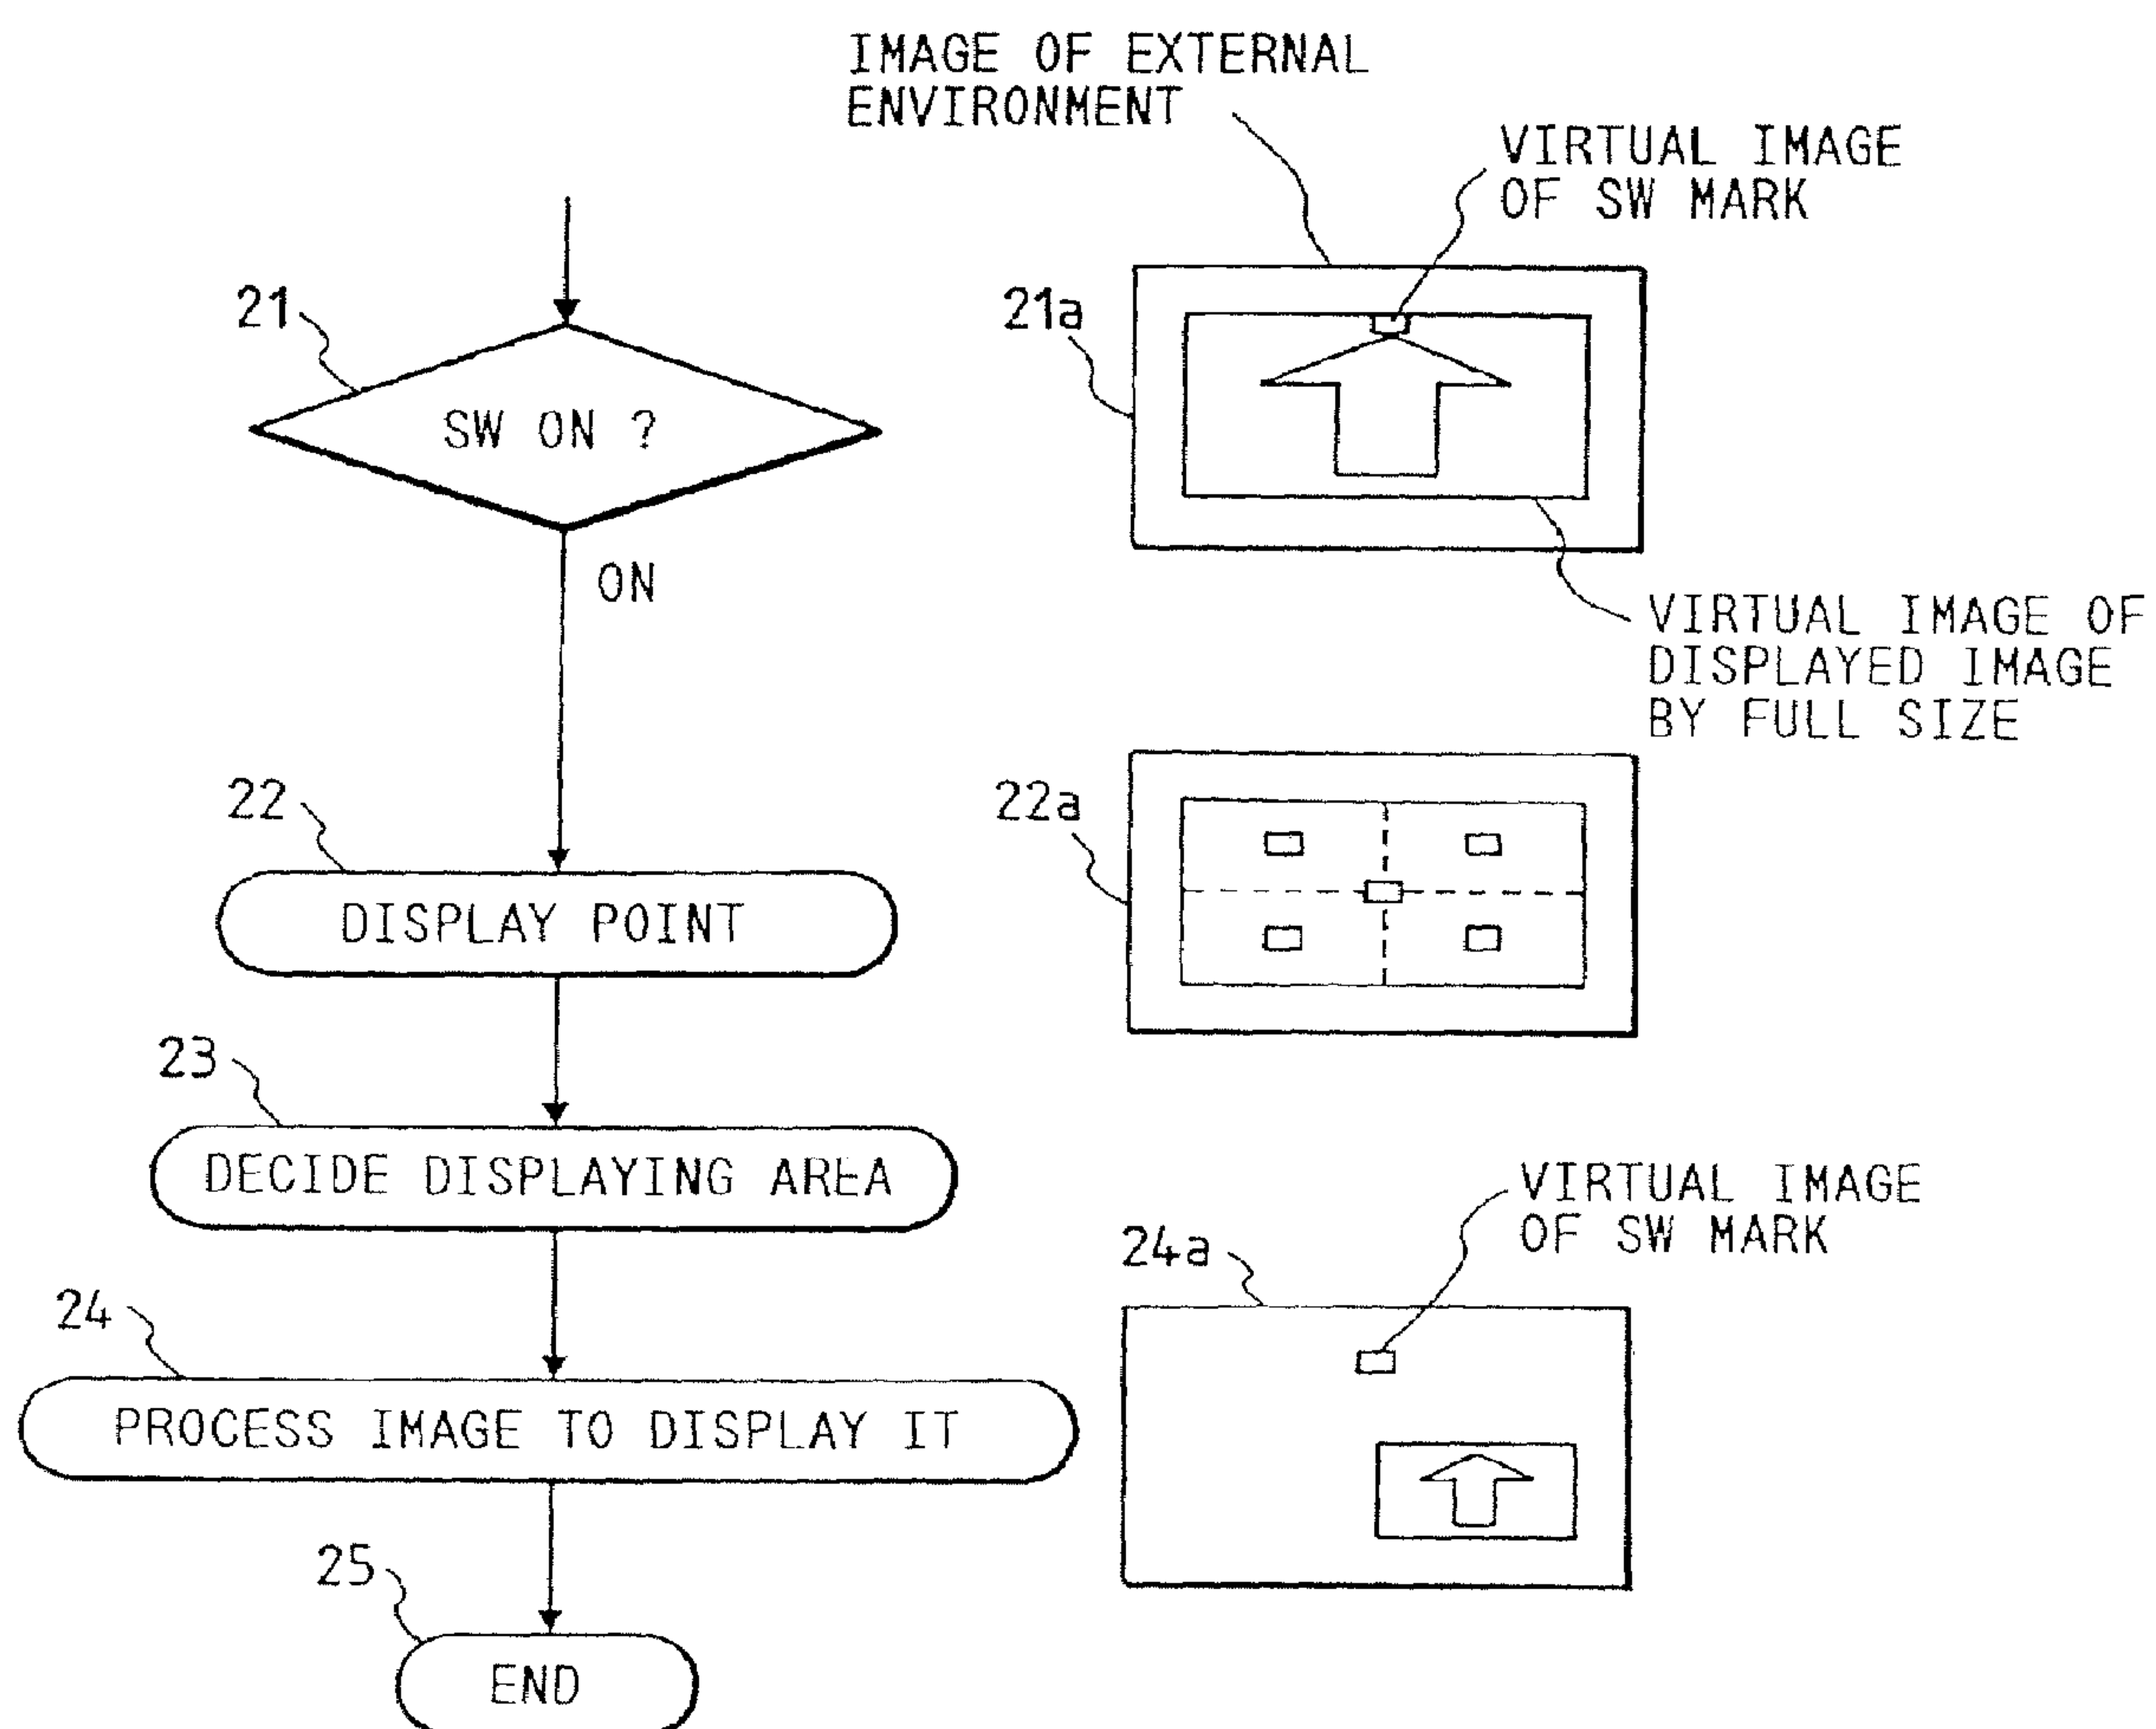 IMAGE OF EXTERNAL
ENVIRONMENT
VIRTUAL IMAGE
OF SW MARK
21
21a
SW ON ?
ON
VIRTUAL IMAGE OF
DISPLAYED IMAGE
BY FULL SIZE
22
22a
DISPLAY POINT
23
DECIDE DISPLAYING AREA
VIRTUAL IMAGE
OF SW MARK
24a
24
PROCESS IMAGE TO DISPLAY IT
25
END